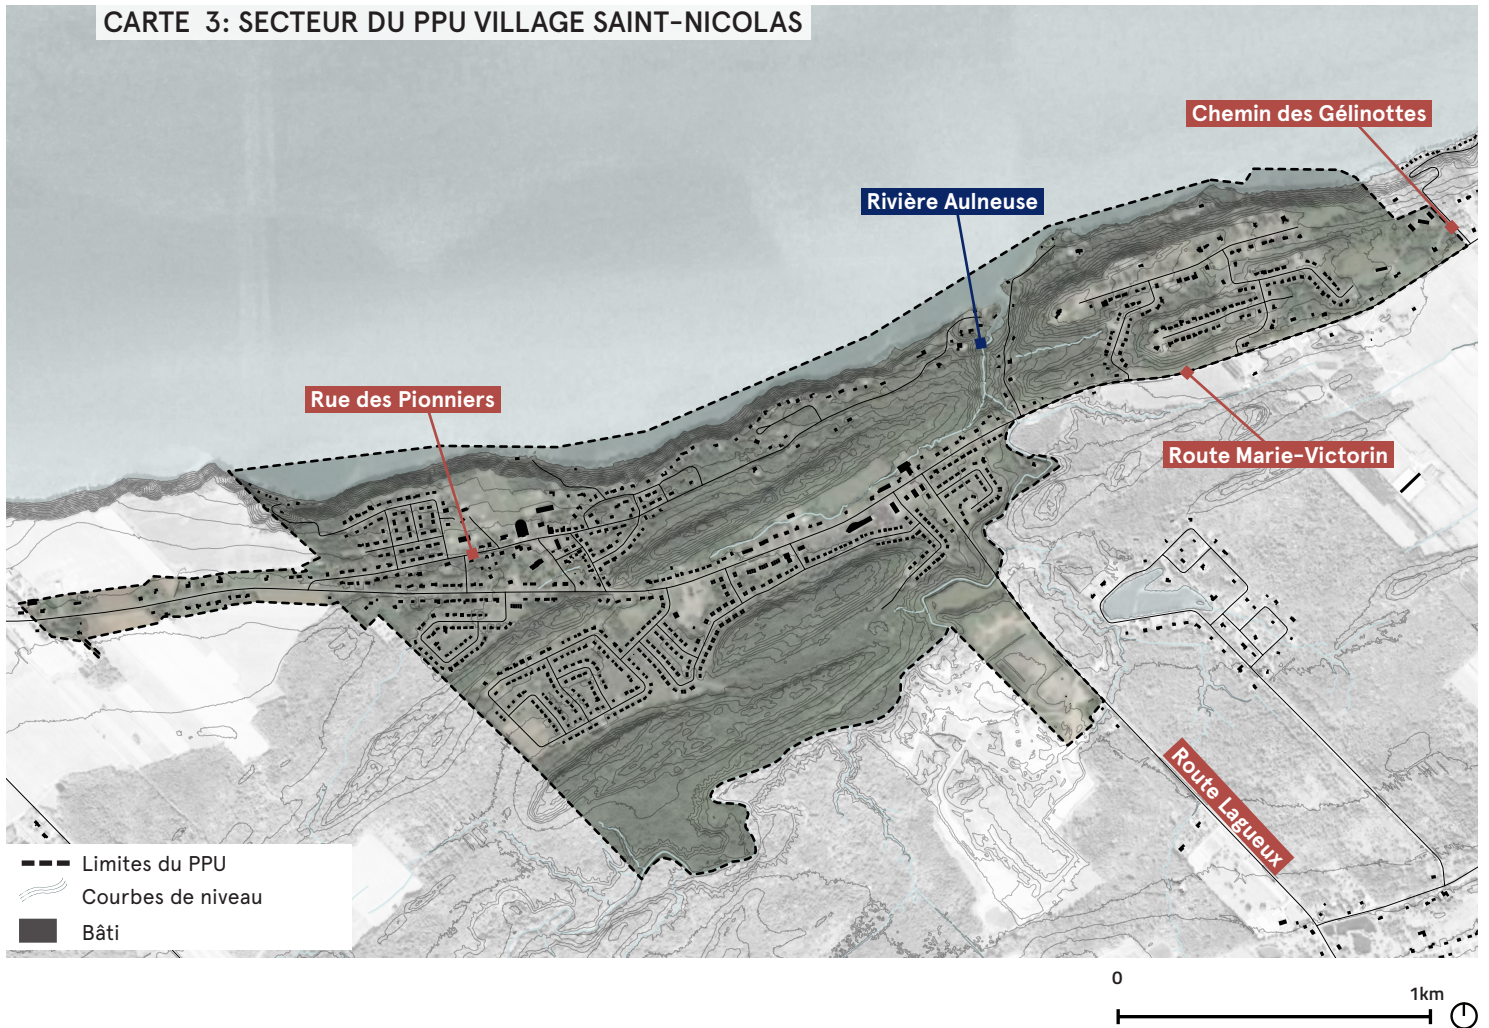 CARTE 3: SECTEUR DU PPU VILLAGE SAINT-NICOLAS
Chemin des Gélinottes
Rivière Aulneuse
Rue des Pionniers
Route Marie-Victorin
Route Lagueux
Limites du PPU
Courbes de niveau
Bâti
0
1km